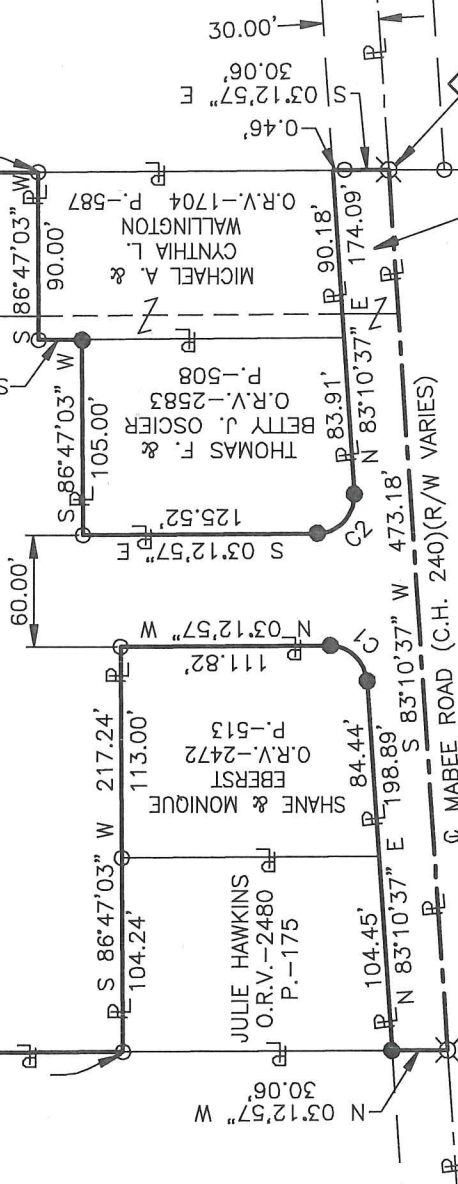 30.00'
S 03°12'57" E
30.06'
0.46'
S 86°47'03" W
90.00'
MICHAEL A. &
CYNTHIA L.
WALLINGTON
O.R.V.-1704 P.-587
90.18'
174.09'
S 86°47'03" W
105.00'
THOMAS F. &
BETTY J. OSCIER
O.R.V.-2583
P.-508
83.91'
N 83°10'37" E
S 03°12'57" E
125.52'
C2
60.00'
N 03°12'57" W
111.82'
C1
S 86°47'03" W 217.24'
113.00'
SHANE & MONIQUE
EBERST
O.R.V.-2472
P.-513
84.44'
198.89'
104.24'
JULIE HAWKINS
O.R.V.-2480
P.-175
104.45'
N 83°10'37" E
N 03°12'57" W
30.06'
S 83°10'37" W 473.18'
℄ MABEE ROAD (C.H. 240)(R/W VARIES)